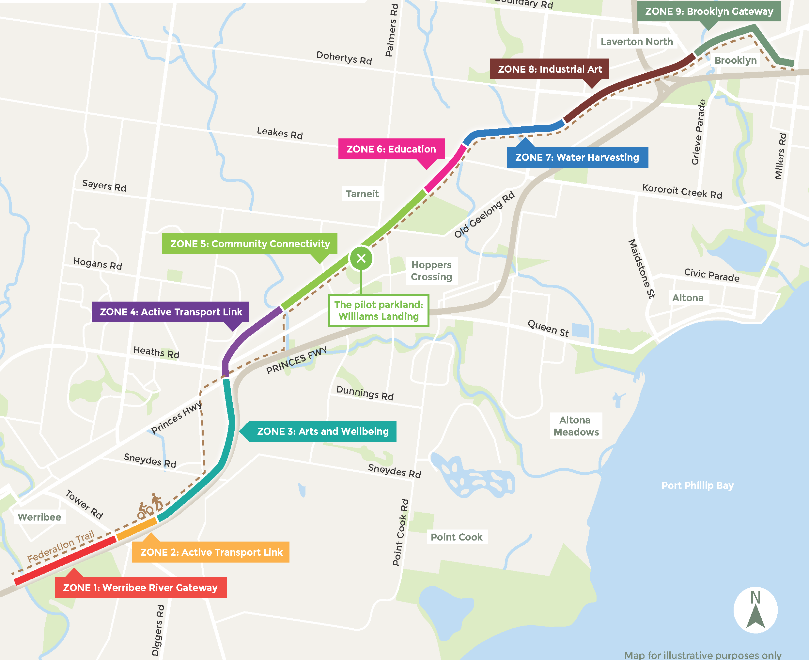 Boundary Rd
ZONE 9: Brooklyn Gateway
Palmers Rd
Laverton North
Dohertys Rd
Brooklyn
ZONE 8: Industrial Art
Grieve Parade
Millers Rd
Leakes Rd
ZONE 6: Education
ZONE 7: Water Harvesting
Sayers Rd
Tarneit
Kororoit Creek Rd
Old Geelong Rd
ZONE 5: Community Connectivity
Hogans Rd
Hoppers
Crossing
Maidstone St
Civic Parade
Altona
The pilot parkland:
Williams Landing
ZONE 4: Active Transport Link
Queen St
Heaths Rd
PRINCES FWY
Dunnings Rd
Princes Hwy
Altona
Meadows
ZONE 3: Arts and Wellbeing
Sneydes Rd
Sneydes Rd
Port Phillip Bay
Tower Rd
Werribee
Point Cook Rd
Point Cook
Federation Trail
ZONE 2: Active Transport Link
ZONE 1: Werribee River Gateway
N
Diggers Rd
Map for illustrative purposes only